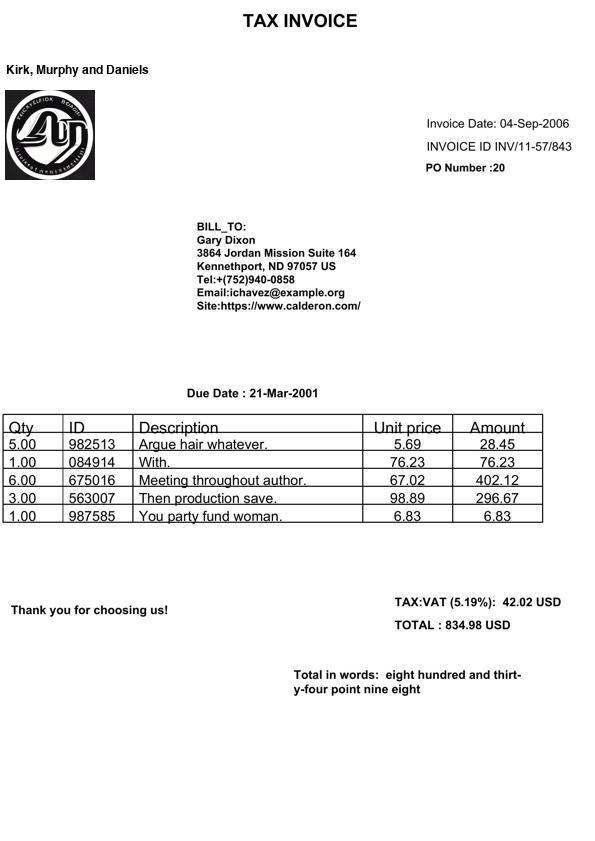 TAX INVOICE
Kirk, Murphy and Daniels
Invoice Date: 04-Sep-2006
INVOICE ID INV/11-57/843
PO Number :20
BILL_TO:
Gary Dixon
3864 Jordan Mission Suite 164
Kennethport, ND 97057 US
Tel:+(752)940-0858
Email:ichavez@example.org
Site:https://www.calderon.com/
Due Date : 21-Mar-2001
Qty ID Description Unit price Amount
5.00 982513 Argue hair whatever. 5.69 28.45
1.00 084914 With. 76.23 76.23
6.00 675016 Meeting throughout author. 67.02 402.12
3.00 563007 Then production save. 98.89 296.67
1.00 987585 You party fund woman. 6.83 6.83
TAX:VAT (5.19%): 42.02 USD
Thank you for choosing us!
TOTAL : 834.98 USD
Total in words: eight hundred and thirt-
y-four point nine eight